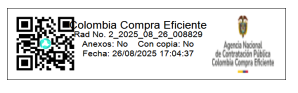 Colombia Compra Eficiente
Rad No. 2_2025_08_26_008829
Anexos: No Con copia: No
Fecha: 26/08/2025 17:04:37
Agencia Nacional
de Contratación Pública
Colombia Compra Eficiente